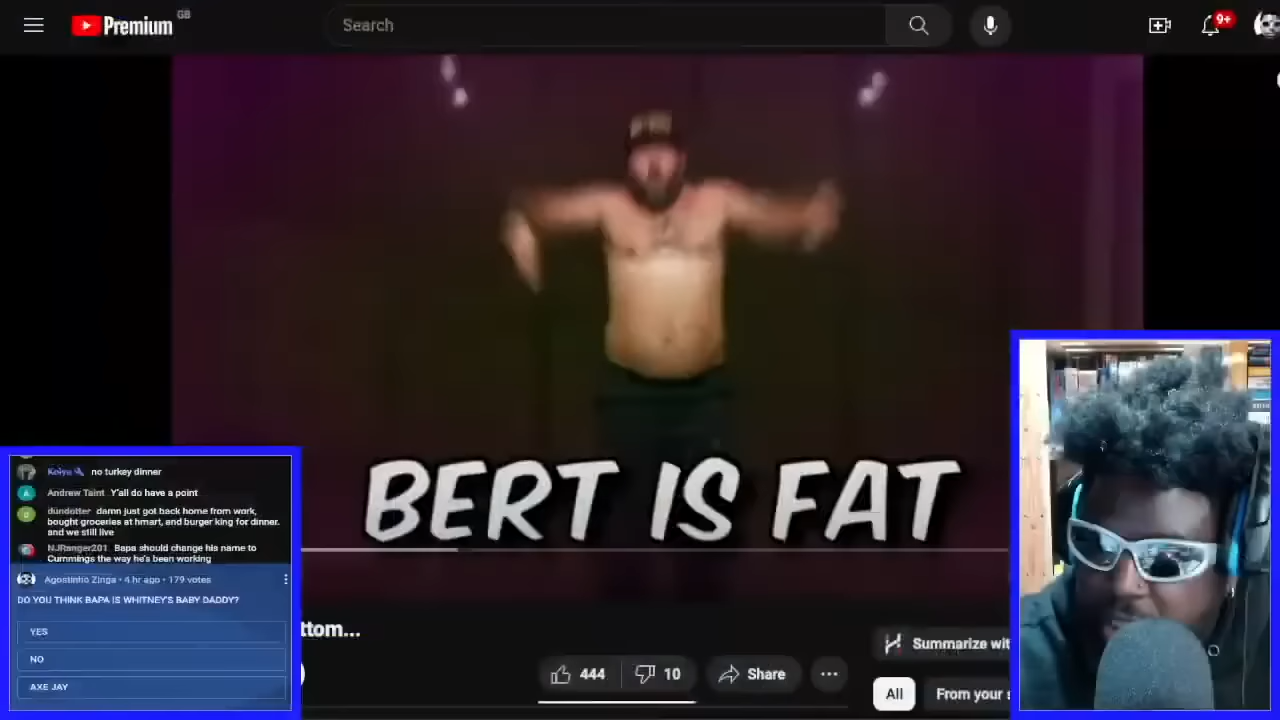 Premium GB
Search
9+
BERT IS FAT
Keiya no turkey dinner
Andrew Taint Y'all do have a point
dundotter damn just got back home from work,
bought groceries at hmart, and burger king for dinner.
and we still live
NJRanger201 Bapa should change his name to
Cummings the way he's been working
Agostinho Zinga • 4 hr ago • 179 votes
DO YOU THINK BAPA IS WHITNEY'S BABY DADDY?
YES
NO
AXE JAY
ttom...
444
10
Share
Summarize wit
All
From your s